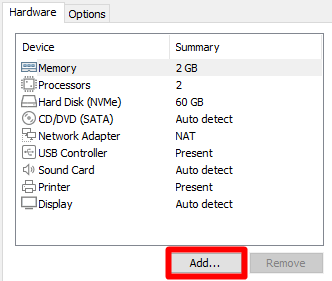 Hardware Options
Device Summary
Memory 2 GB
Processors 2
Hard Disk (NVMe) 60 GB
CD/DVD (SATA) Auto detect
Network Adapter NAT
USB Controller Present
Sound Card Auto detect
Printer Present
Display Auto detect
Add... Remove